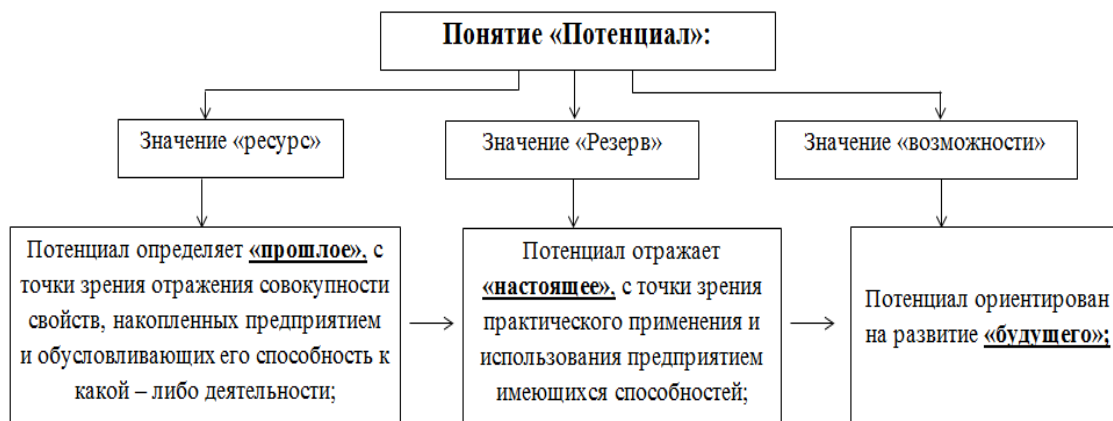 Понятие «Потенциал»:
Значение «ресурс»
Значение «Резерв»
Значение «возможности»
Потенциал определяет «прошлое», с
точки зрения отражения совокупности
свойств, накопленных предприятием
и обусловливающих его способность к
какой – либо деятельности;
Потенциал отражает
«настоящее», с точки зрения
практического применения и
использования предприятием
имеющихся способностей;
Потенциал ориентирован
на развитие «будущего»;